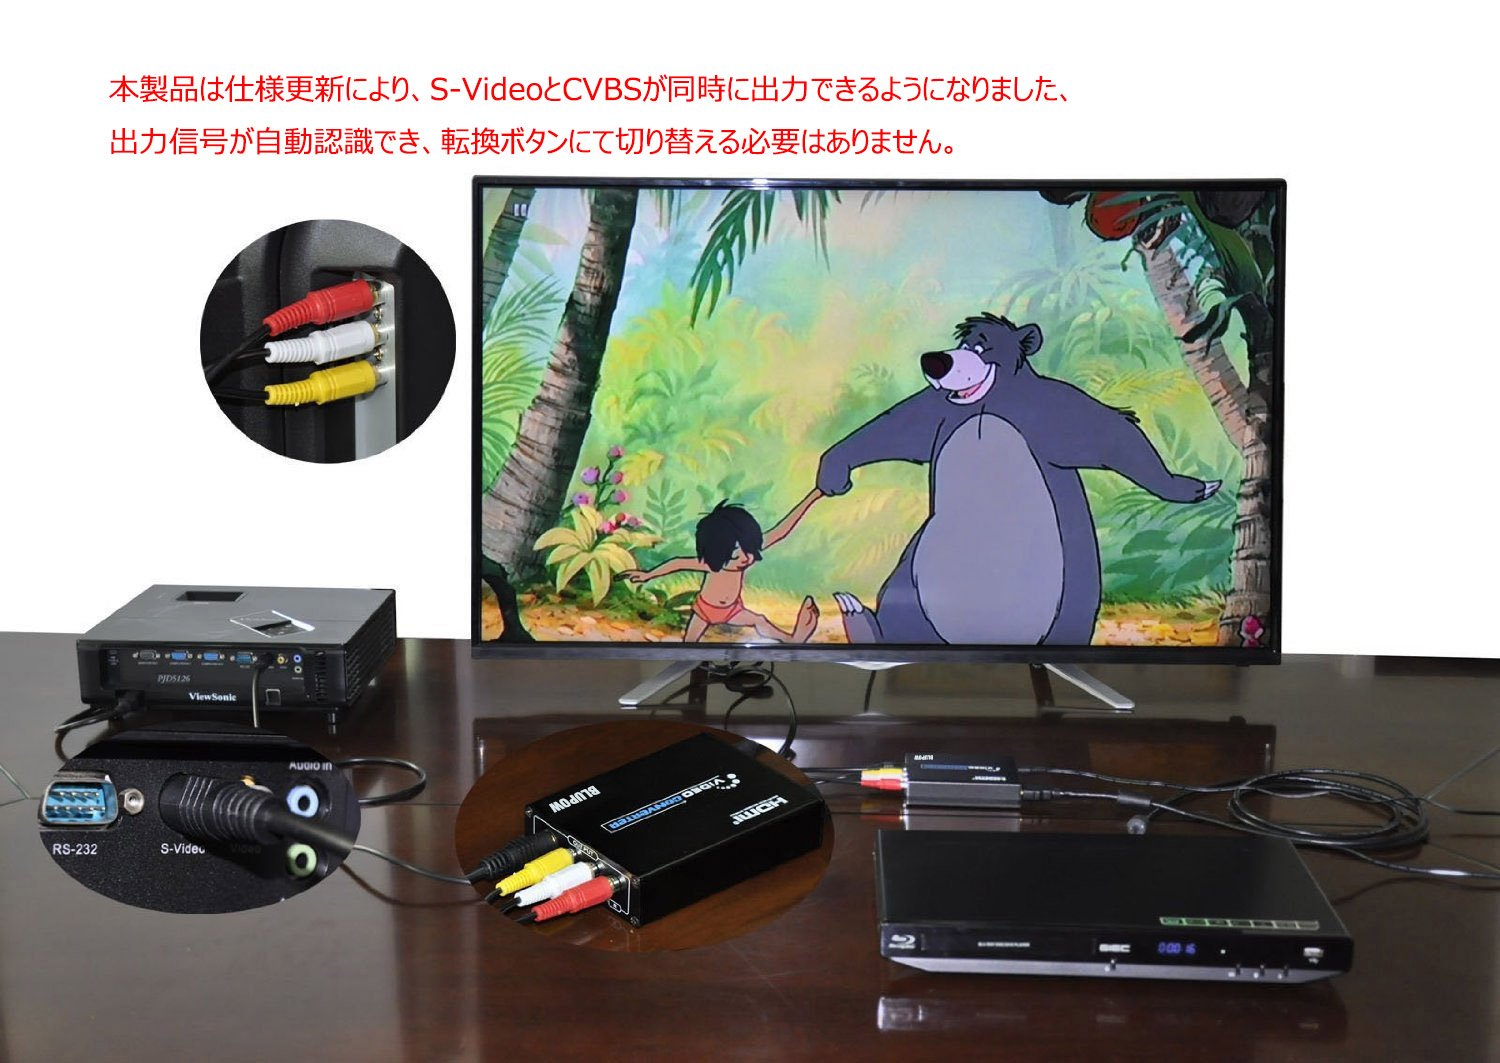 本製品は仕様更新により、S-VideoとCVBSが同時に出力できるようになりました、
出力信号が自動認識でき、転換ボタンにて切り替える必要はありません。
PJD5126
ViewSonic
Audio in
RS-232
S-Video
Video
BLUPOW
VIDEO CONVERTER
HDMI
OUTPUT
BLUPOW
VIDEO
00:00 16